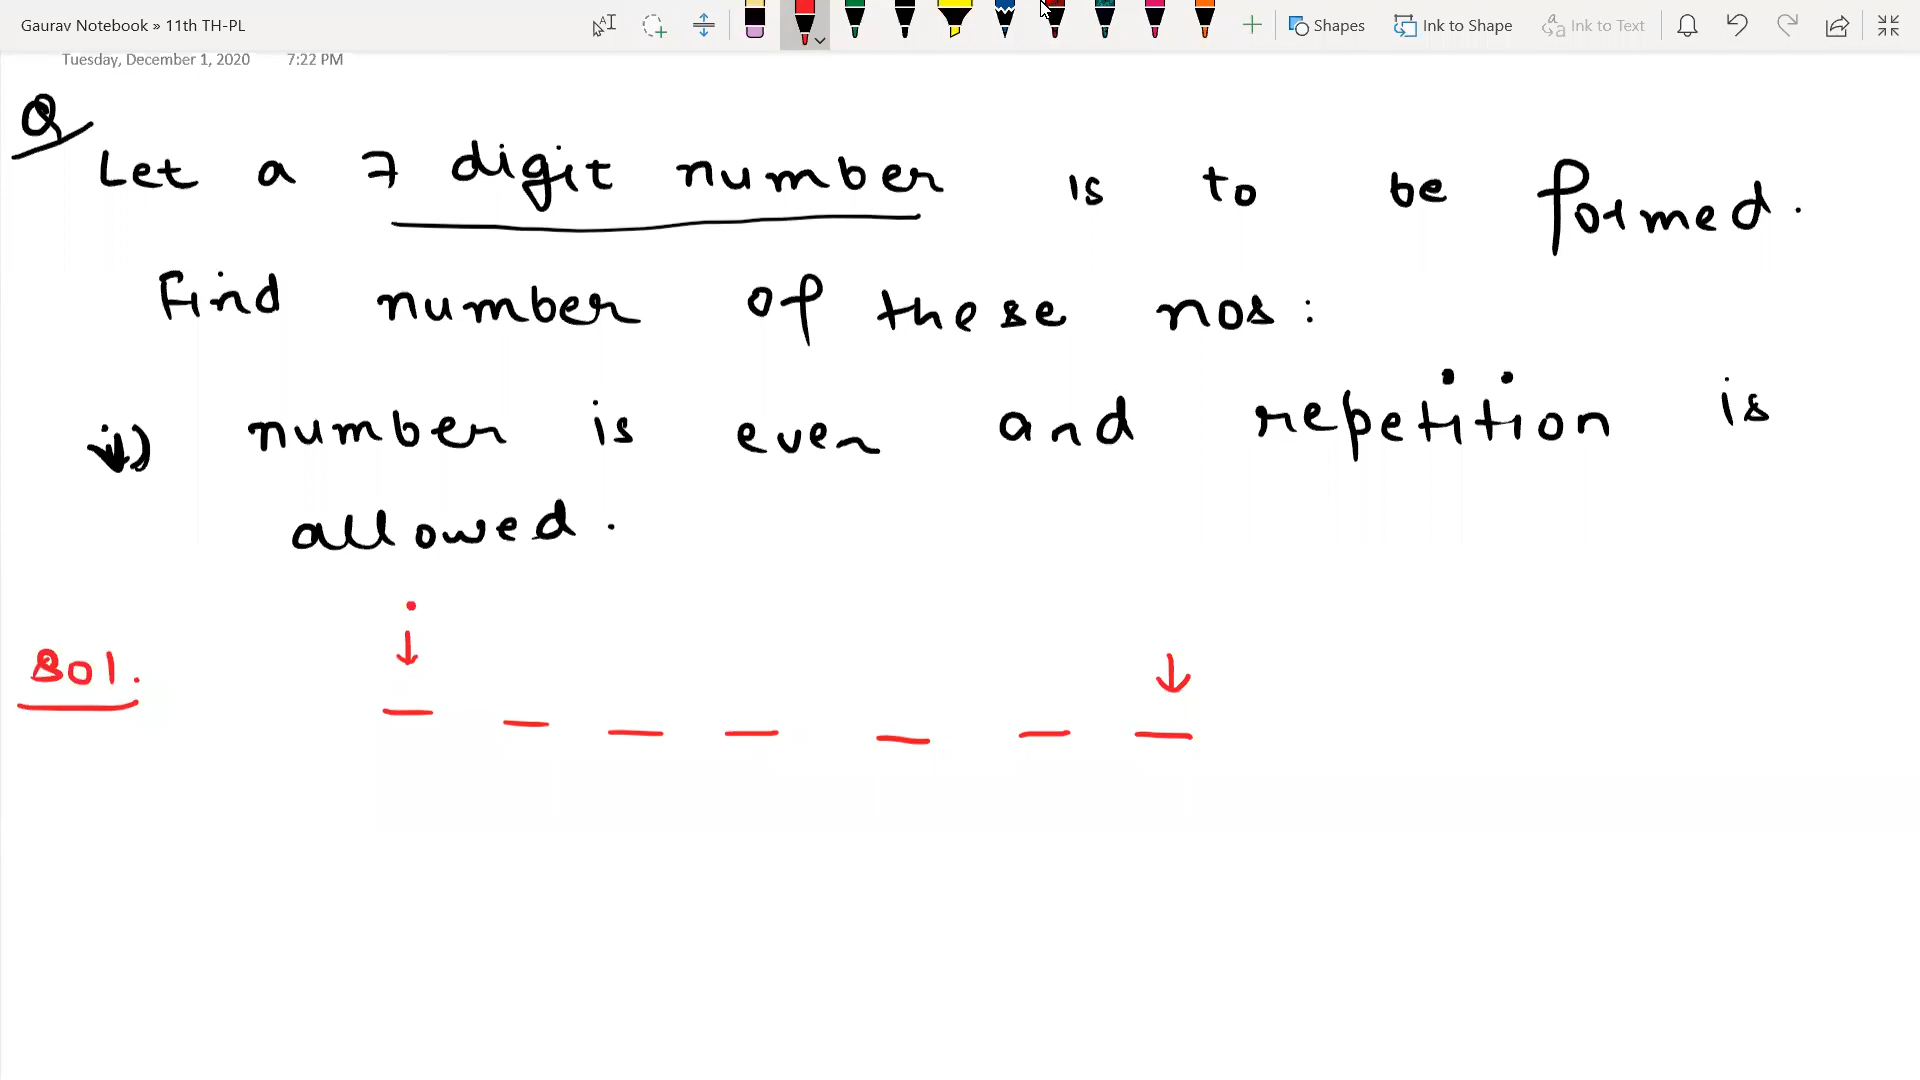 Gaurav Notebook » 11th TH-PL
Shapes
Ink to Shape
Ink to Text
Tuesday, December 1, 2020 7:22 PM
Q
Let a 7 digit number is to be formed.
Find number of these nos:
number is even and repetition is
allowed.
Sol.